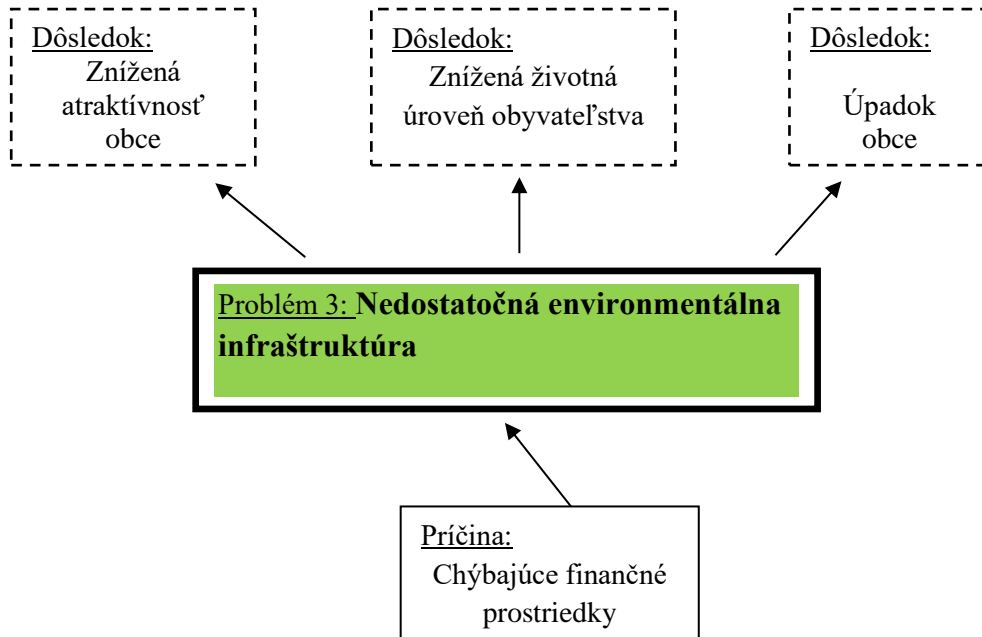 Dôsledok:
Znížená
atraktívnosť
obce
Dôsledok:
Znížená životná
úroveň obyvateľstva
Dôsledok:
Úpadok
obce
Problém 3: Nedostatočná environmentálna
infraštruktúra
Príčina:
Chýbajúce finančné
prostriedky